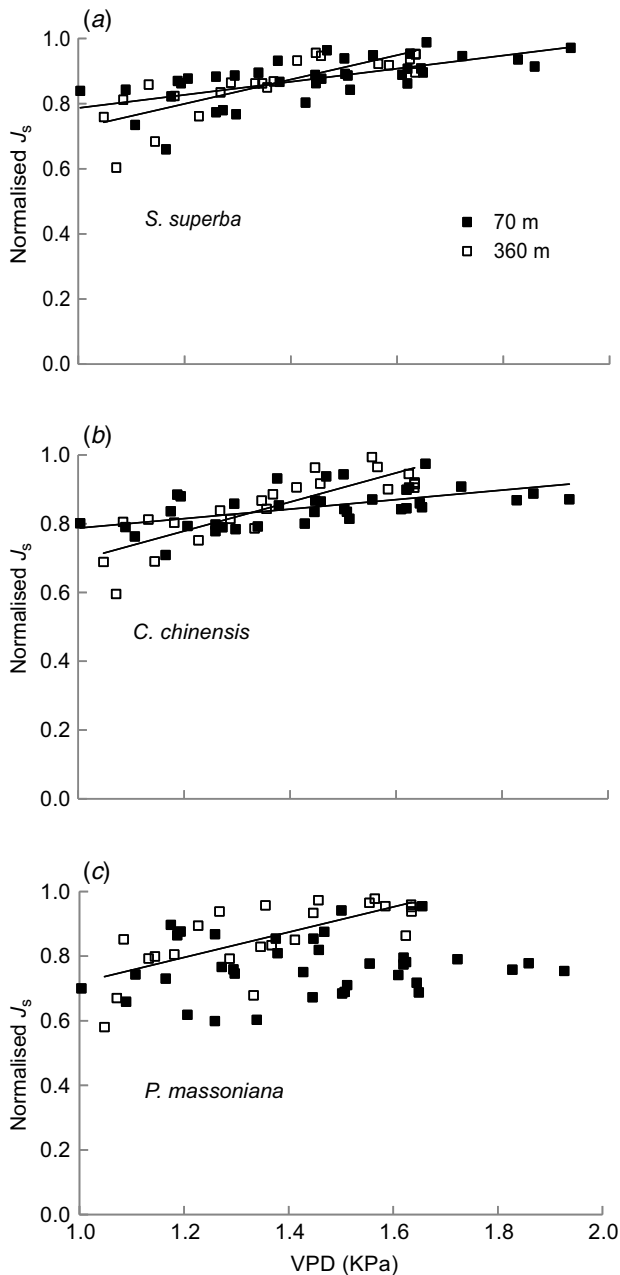 (a)
1.0
0.8
0.6
0.4
0.2
0.0
Normalised Js
S. superba
70 m
360 m
(b)
1.0
0.8
0.6
0.4
0.2
0.0
Normalised Js
C. chinensis
(c)
1.0
0.8
0.6
0.4
0.2
0.0
Normalised Js
P. massoniana
1.0 1.2 1.4 1.6 1.8 2.0
VPD (KPa)